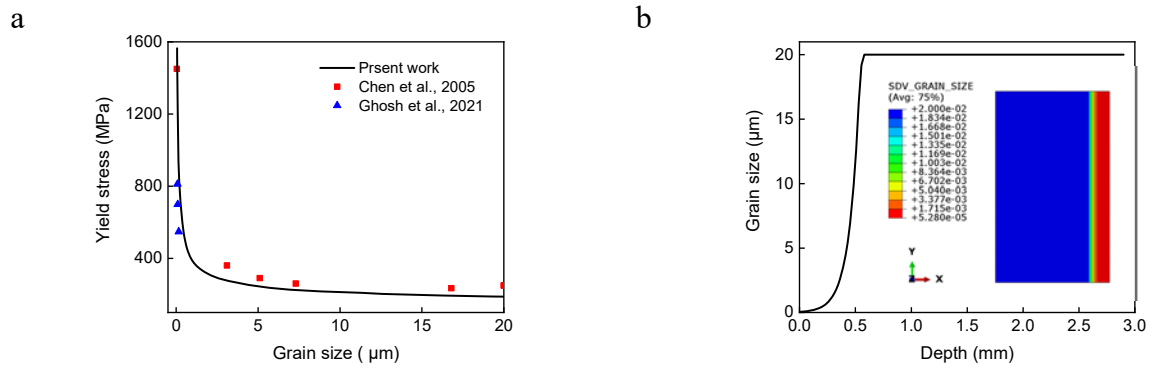 a
1600
1200
800
400
Yield stress (MPa)
0
5
10
15
20
Grain size ( μm)
Prsent work
Chen et al., 2005
Ghosh et al., 2021
b
20
15
10
5
0
Grain size (μm)
0.0
0.5
1.0
1.5
2.0
2.5
3.0
Depth (mm)
SDV_GRAIN_SIZE
(Avg: 75%)
+2.000e-02
+1.834e-02
+1.668e-02
+1.501e-02
+1.335e-02
+1.169e-02
+1.003e-02
+8.364e-03
+6.702e-03
+5.040e-03
+3.377e-03
+1.715e-03
+5.280e-05
Y
Z
X